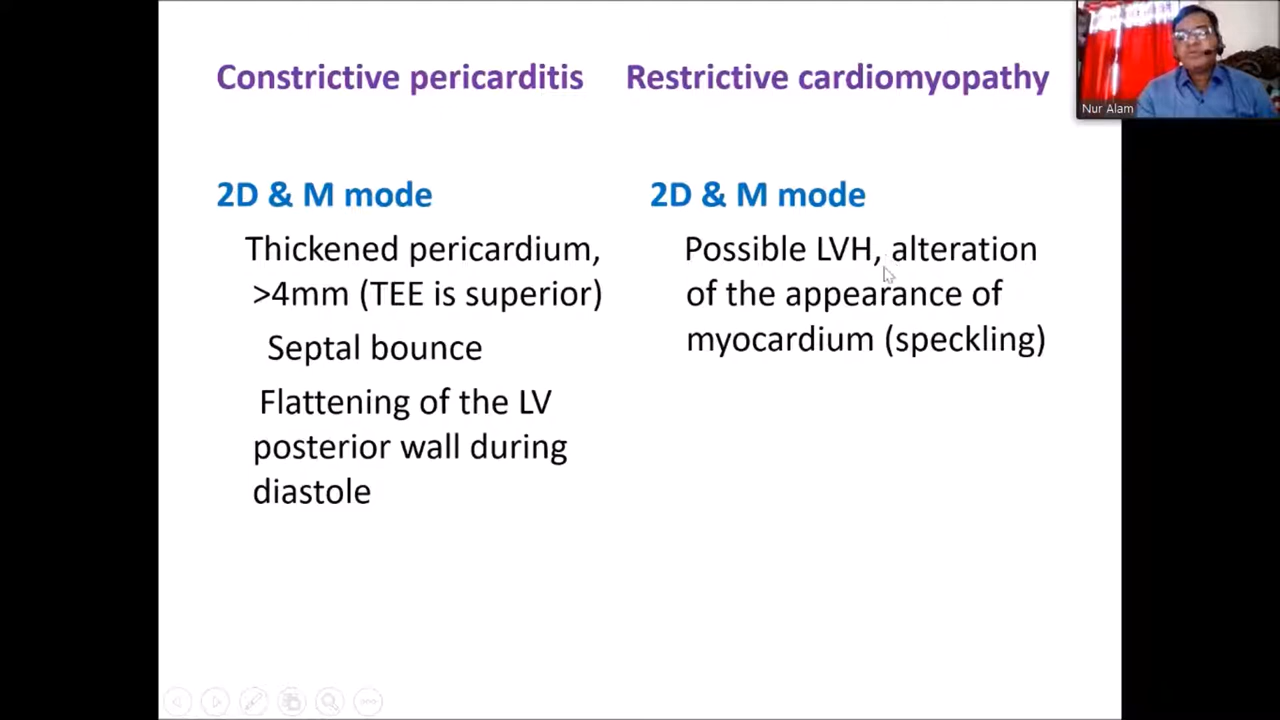 Constrictive pericarditis
Restrictive cardiomyopathy
Nur Alam
2D & M mode
Thickened pericardium,
>4mm (TEE is superior)
Septal bounce
Flattening of the LV
posterior wall during
diastole
2D & M mode
Possible LVH, alteration
of the appearance of
myocardium (speckling)